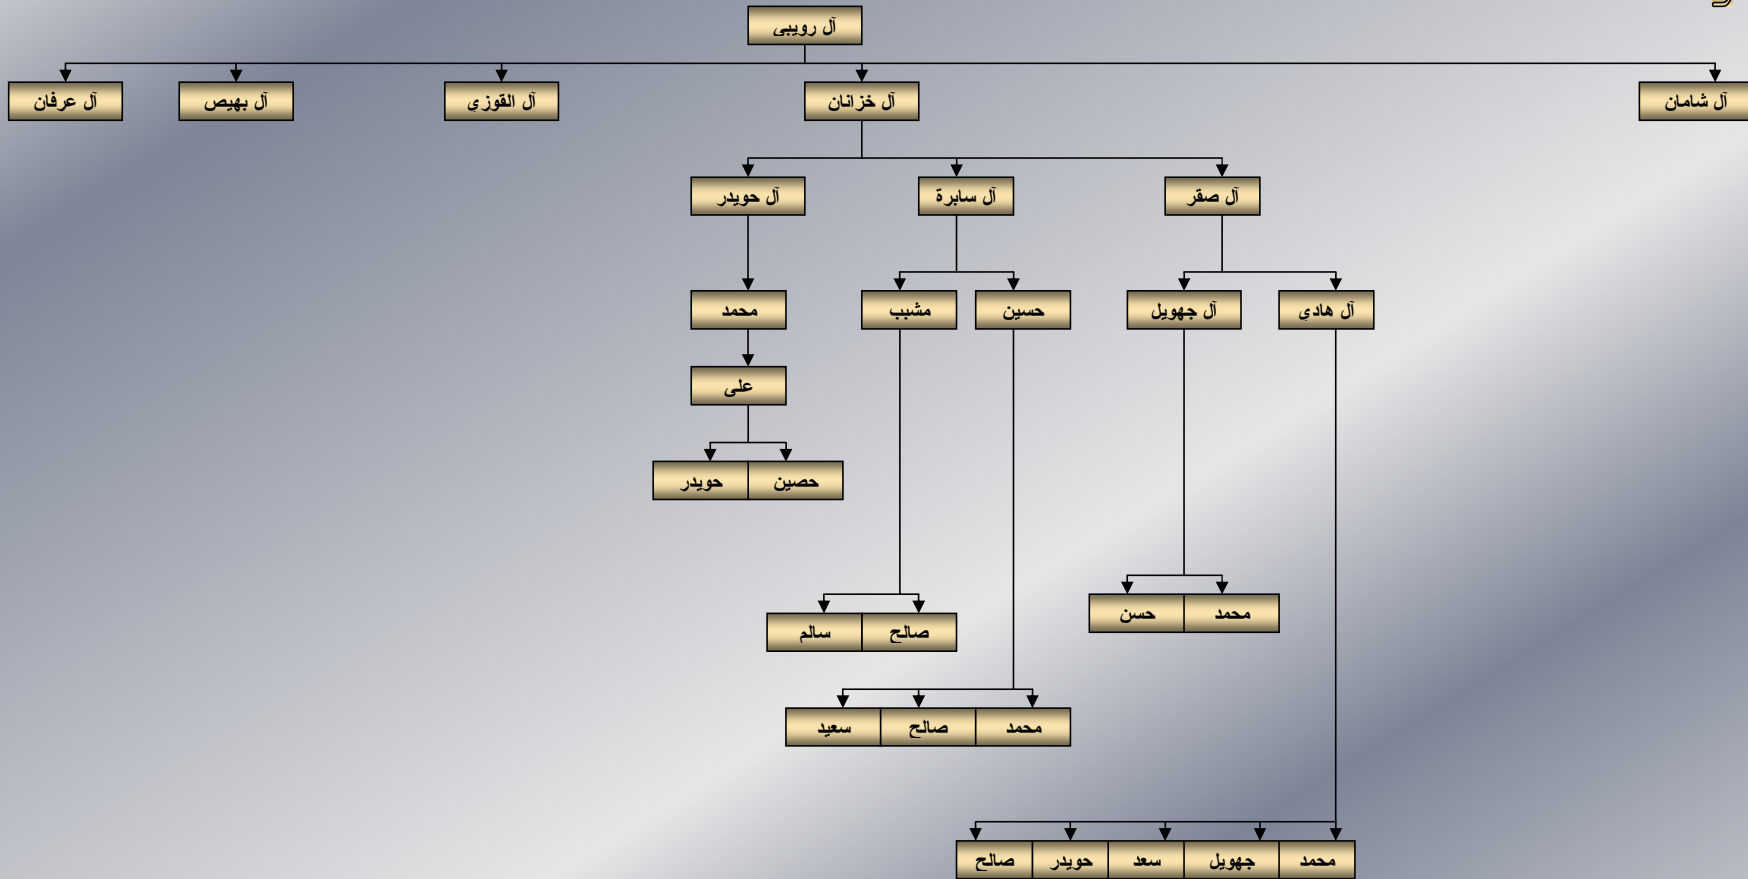 آل رويبي
آل شامان
آل خزانان
آل القوزي
آل بهيص
آل عرفان
آل صقر
آل سابرة
آل حويدر
آل هادي
آل جهويل
حسين
مشبب
محمد
علي
حصين
حويدر
محمد
حسن
صالح
سالم
محمد
صالح
سعيد
محمد
جهويل
سعد
حويدر
صالح